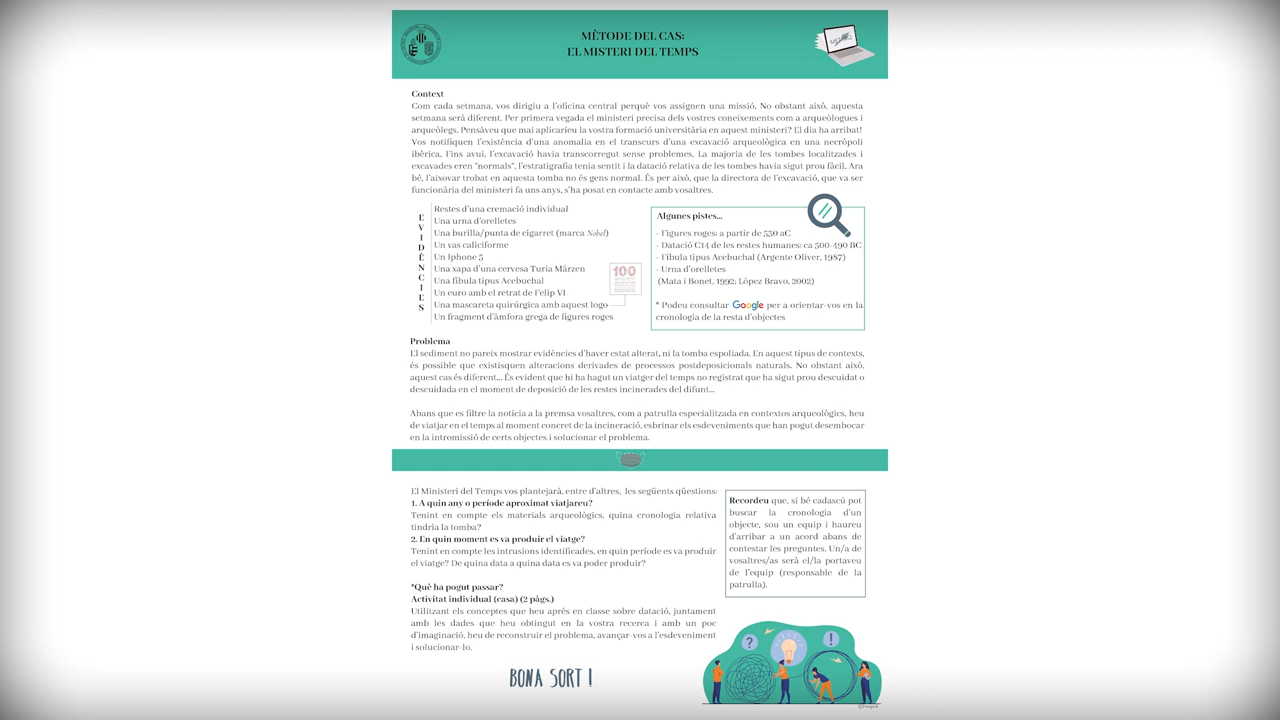 MÈTODE DEL CAS:
EL MISTERI DEL TEMPS
Context
Com cada setmana, vos dirigiu a l'oficina central perquè vos assignen una missió. No obstant això, aquesta
setmana serà diferent. Per primera vegada el ministeri precisa dels vostres coneixements com a arqueòlogues i
arqueòlegs. Pensàveu que mai aplicaríeu la vostra formació universitària en aquest ministeri? El dia ha arribat!
Vos notifiquen l'existència d'una anomalia en el transcurs d'una excavació arqueològica en una necròpoli
ibèrica. Fins avui, l'excavació havia transcorregut sense problemes. La majoria de les tombes localitzades i
excavades eren "normals", l'estratigrafia tenia sentit i la datació relativa de les tombes havia sigut prou fàcil. Ara
bé, l'aixovar trobat en aquesta tomba no és gens normal. És per això, que la directora de l'excavació, que va ser
funcionària del ministeri fa uns anys, s'ha posat en contacte amb vosaltres.
EVIDÈNCIES
Restes d'una cremació individual
Una urna d'orelletes
Una burilla/punta de cigarret (marca Nobel)
Un vas caliciforme
Un Iphone 5
Una xapa d'una cervesa Turia Märzen
Una fíbula tipus Acebuchal
Un euro amb el retrat de Felip VI
Una mascareta quirúrgica amb aquest logo
Un fragment d'àmfora grega de figures roges
100
Algunes pistes...
- Figures roges: a partir de 530 aC
- Datació C14 de les restes humanes: ca 500-490 BC
- Fíbula tipus Acebuchal (Argente Oliver, 1987)
- Urna d'orelletes
(Mata i Bonet, 1992; López Bravo, 2002)
* Podeu consultar Google per a orientar-vos en la
cronologia de la resta d'objectes
Problema
El sediment no pareix mostrar evidències d'haver estat alterat, ni la tomba espoliada. En aquest tipus de contexts,
és possible que existisquen alteracions derivades de processos postdeposicionals naturals. No obstant això,
aquest cas és diferent... És evident que hi ha hagut un viatger del temps no registrat que ha sigut prou descuidat o
descuidada en el moment de deposició de les restes incinerades del difunt...
Abans que es filtre la notícia a la premsa vosaltres, com a patrulla especialitzada en contextos arqueològics, heu
de viatjar en el temps al moment concret de la incineració, esbrinar els esdeveniments que han pogut desembocar
en la intromissió de certs objectes i solucionar el problema.
El Ministeri del Temps vos plantejarà, entre d'altres, les següents qüestions:
1. A quin any o període aproximat viatjareu?
Tenint en compte els materials arqueològics, quina cronologia relativa
tindria la tomba?
2. En quin moment es va produir el viatge?
Tenint en compte les intrusions identificades, en quin període es va produir
el viatge? De quina data a quina data es va poder produir?
*Què ha pogut passar?
Activitat individual (casa) (2 pàgs.)
Utilitzant els conceptes que heu aprés en classe sobre datació, juntament
amb les dades que heu obtingut en la vostra recerca i amb un poc
d'imaginació, heu de reconstruir el problema, avançar-vos a l'esdeveniment
i solucionar-lo.
Recordeu que, si bé cadascú pot
buscar la cronologia d'un
objecte, sou un equip i haureu
d'arribar a un acord abans de
contestar les preguntes. Un/a de
vosaltres/as serà el/la portaveu
de l'equip (responsable de la
patrulla).
BONA SORT !